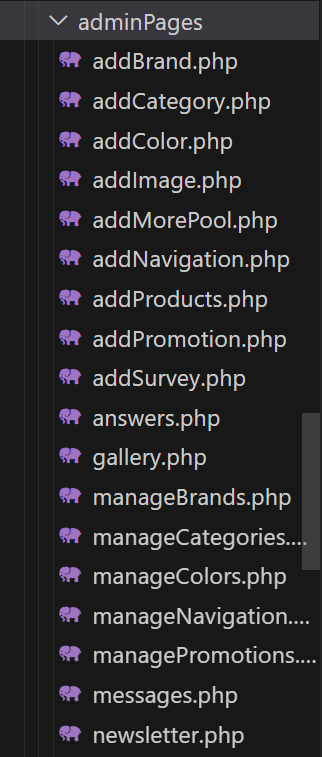 adminPages
addBrand.php
addCategory.php
addColor.php
addImage.php
addMorePool.php
addNavigation.php
addProducts.php
addPromotion.php
addSurvey.php
answers.php
gallery.php
manageBrands.php
manageCategories....
manageColors.php
manageNavigation....
managePromotions....
messages.php
newsletter.php